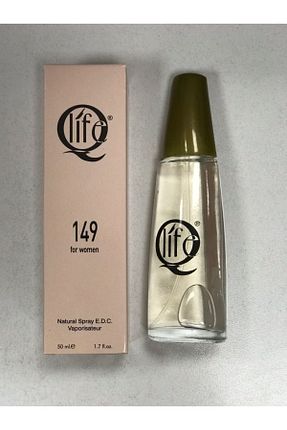 Qlife®
149
for women
Natural Spray E.D.C.
Vaporisateur
50 ml e 1.7 fl.oz.
Qlife®